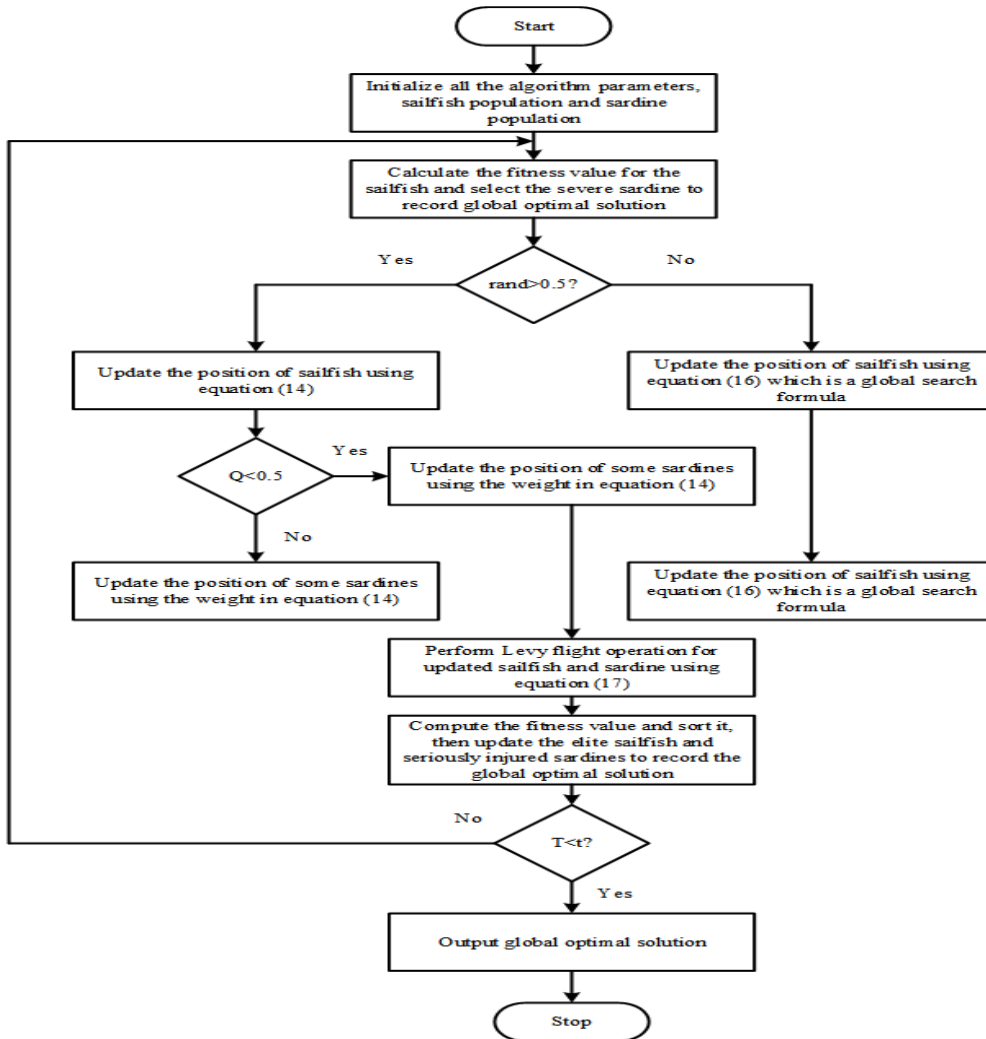 Start
Initialize all the algorithm parameters,
sailfish population and sardine
population
Calculate the fitness value for the
sailfish and select the severe sardine to
record global optimal solution
Yes
No
rand>0.5?
Update the position of sailfish using
equation (14)
Update the position of sailfish using
equation (16) which is a global search
formula
Q<0.5
Yes
Update the position of some sardines
using the weight in equation (14)
No
Update the position of some sardines
using the weight in equation (14)
Update the position of sailfish using
equation (16) which is a global search
formula
Perform Levy flight operation for
updated sailfish and sardine using
equation (17)
Compute the fitness value and sort it,
then update the elite sailfish and
seriously injured sardines to record the
global optimal solution
No
T<t?
Yes
Output global optimal solution
Stop